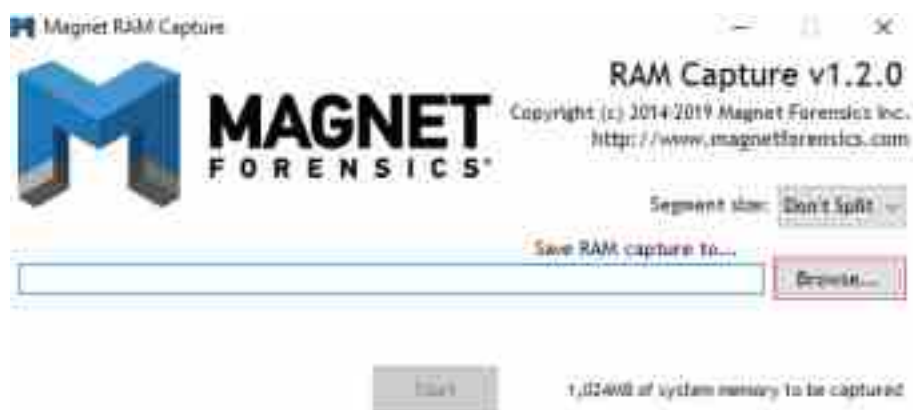 Magnet RAM Capture
MAGNET
FORENSICS
RAM Capture v1.2.0
Copyright (c) 2014-2019 Magnet Forensics Inc.
http://www.magnetforensics.com
Segment size: Don't Split
Save RAM capture to...
Browse...
Start
1,024MB of system memory to be captured